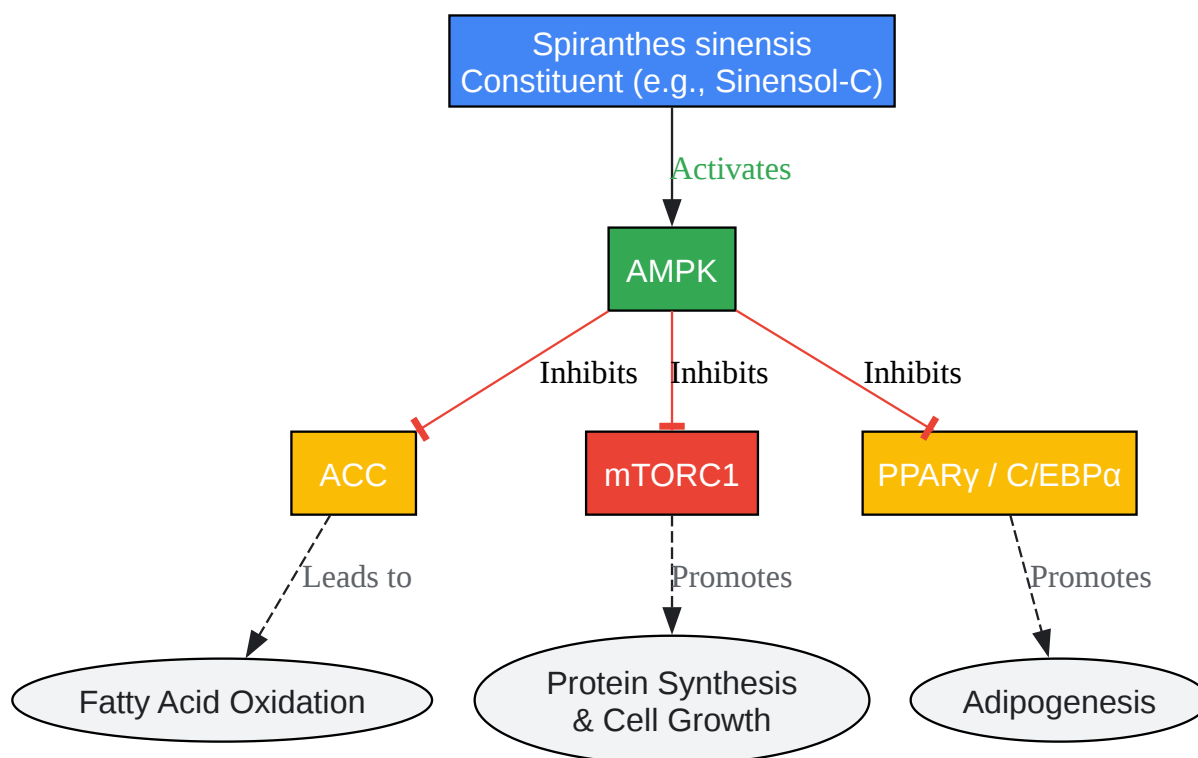 Spiranthes sinensis
Constituent (e.g., Sinensol-C)
Activates
AMPK
Inhibits
Inhibits
Inhibits
ACC
mTORC1
PPARγ / C/EBPα
Leads to
Promotes
Promotes
Fatty Acid Oxidation
Protein Synthesis
& Cell Growth
Adipogenesis